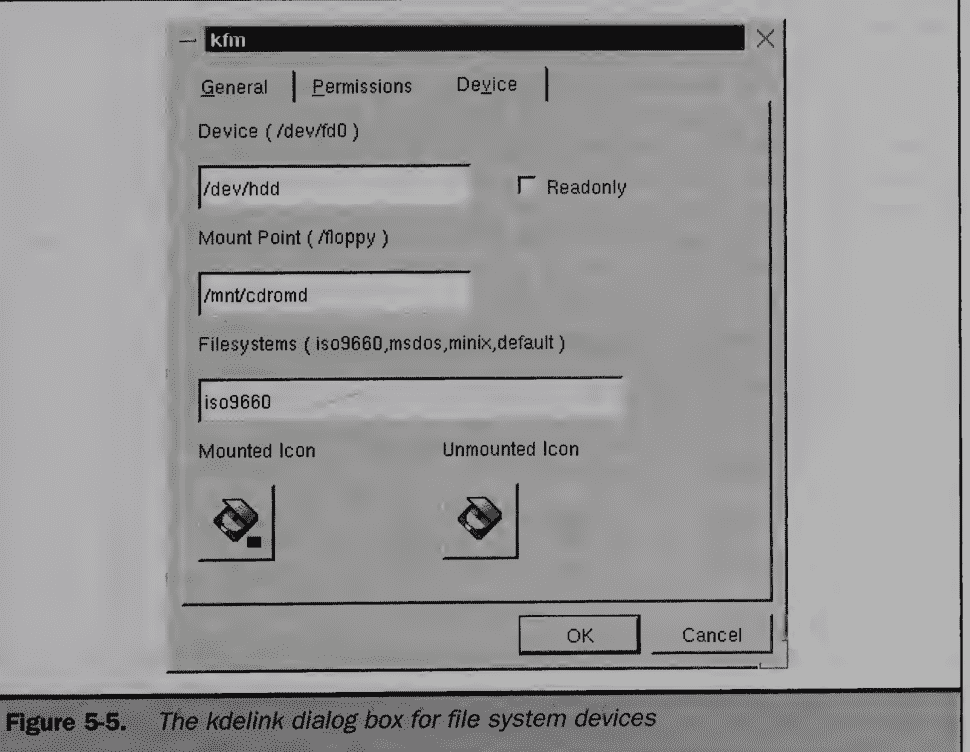 kfm
General Permissions Device
Device ( /dev/fd0 )
/dev/hdd Readonly
Mount Point ( /floppy )
/mnt/cdromd
Filesystems ( iso9660,msdos,minix,default )
iso9660
Mounted Icon Unmounted Icon
OK Cancel
Figure 5-5. The kdelink dialog box for file system devices